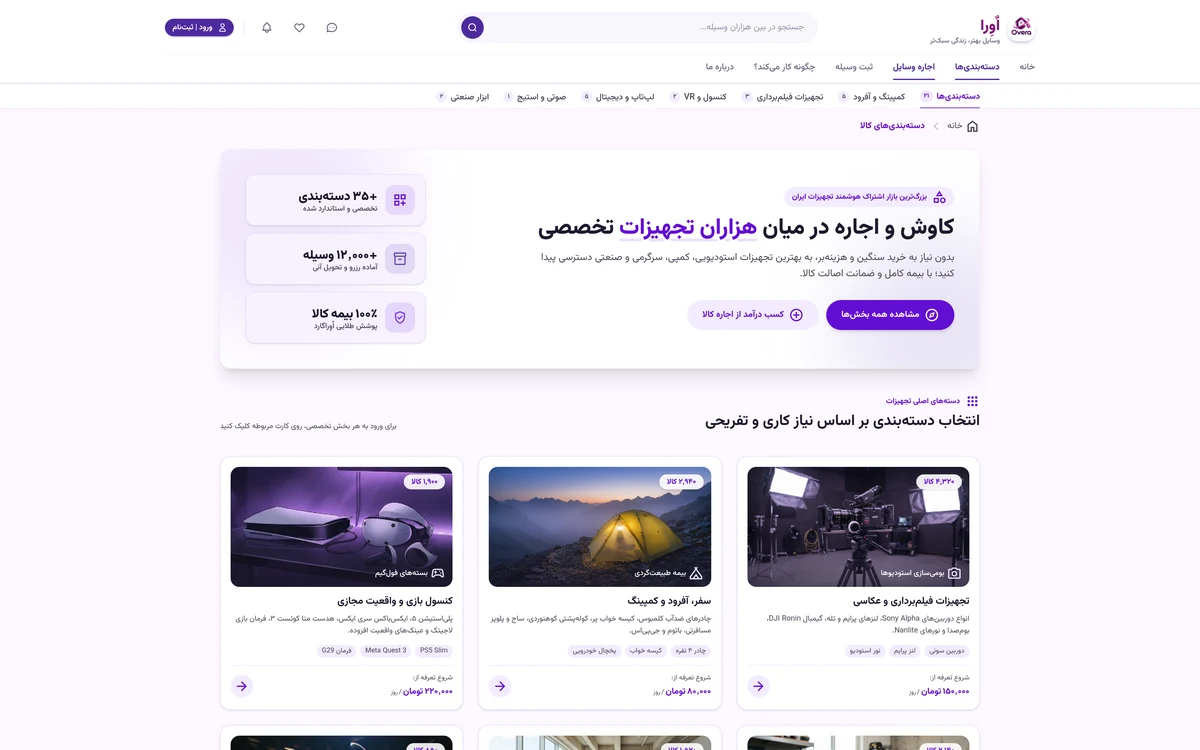 اُوِرا
Overa
وسایل بهتر، زندگی سبک‌تر
جستجو در بین هزاران وسیله...
ورود | ثبت‌نام
خانه
دسته‌بندی‌ها
اجاره وسایل
ثبت وسیله
چگونه کار می‌کند؟
درباره ما
دسته‌بندی‌ها ۲۱
کمپینگ و آفرود ۵
تجهیزات فیلم‌برداری ۳
کنسول و VR ۲
لپ‌تاپ و دیجیتال ۵
صوتی و استیج ۱
ابزار صنعتی ۲
خانه
دسته‌بندی‌های کالا
بزرگ‌ترین بازار اشتراک هوشمند تجهیزات ایران
کاوش و اجاره در میان هزاران تجهیزات تخصصی
بدون نیاز به خرید سنگین و هزینه‌بر، به بهترین تجهیزات استودیویی، کمپی، سرگرمی و صنعتی دسترسی پیدا
کنید؛ با بیمه کامل و ضمانت اصالت کالا.
مشاهده همه بخش‌ها
کسب درآمد از اجاره کالا
+۳۵ دسته‌بندی
تخصصی و استاندارد شده
+۱۲,۰۰۰ وسیله
آماده رزرو و تحویل آنی
۱۰۰٪ بیمه کالا
پوشش طلایی اُوِراگارد
دسته‌های اصلی تجهیزات
انتخاب دسته‌بندی بر اساس نیاز کاری و تفریحی
برای ورود به هر بخش تخصصی، روی کارت مربوطه کلیک کنید
۴,۳۲۰ کالا
بومی‌سازی استودیوها
تجهیزات فیلم‌برداری و عکاسی
انواع دوربین‌های Sony Alpha، لنزهای پرایم و تله، گیمبال DJI Ronin،
بوم‌صدا و نورهای Nanlite.
دوربین سونی
لنز پرایم
نور استودیو
شروع تعرفه از:
۱۵۰,۰۰۰ تومان / روز
۲,۹۴۰ کالا
بیمه طبیعت‌گردی
سفر، آفرود و کمپینگ
چادرهای ضدآب کلمبوس، کیسه خواب پر، کوله‌پشتی کوهنوردی، ساج و پلوپز
مسافرتی، باتوم و جی‌پی‌اس.
چادر ۴ نفره
کیسه خواب
یخچال خودرویی
شروع تعرفه از:
۸۰,۰۰۰ تومان / روز
۱,۹۰۰ کالا
بسته‌های فول‌گیم
کنسول بازی و واقعیت مجازی
پلی‌استیشن ۵، ایکس‌باکس سری ایکس، هدست متا کوئست ۳، فرمان بازی
لاجیتک و عینک‌های واقعیت افزوده.
PS5 Slim
Meta Quest 3
فرمان G29
شروع تعرفه از:
۲۲۰,۰۰۰ تومان / روز